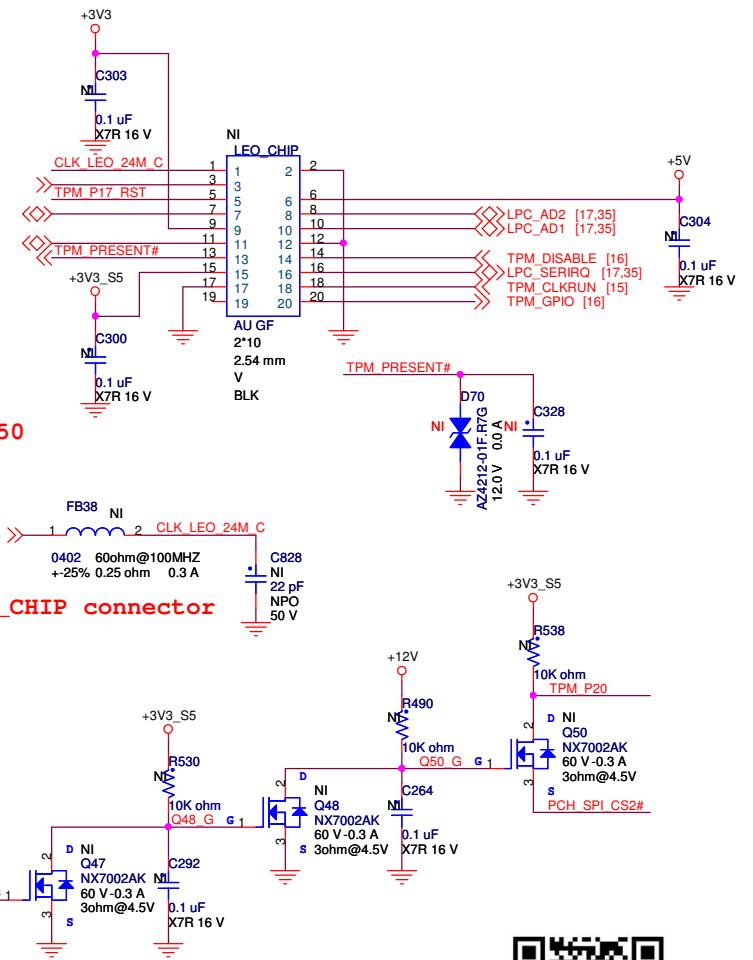 +3V3
C303
NI
0.1 uF
X7R 16 V
NI
LEO_CHIP
CLK_LEO_24M_C
1 1 2 2
3 3
TPM_P17_RST
5 5 6 6
+5V
7 7 8 8
LPC_AD2 [17,35]
9 9 10 10
LPC_AD1 [17,35]
C304
NI
0.1 uF
X7R 16 V
11 11 12 12
TPM_PRESENT#
13 13 14 14
TPM_DISABLE [16]
15 15 16 16
LPC_SERIRQ [17,35]
17 17 18 18
TPM_CLKRUN [15]
19 19 20 20
TPM_GPIO [16]
+3V3_S5
C300
NI
0.1 uF
X7R 16 V
AU GF
2*10
2.54 mm
V
BLK
TPM_PRESENT#
D70
NI
AZ4212-01F.R7G
12.0 V 0.0 A
C328
NI
0.1 uF
X7R 16 V
50
FB38
NI
1 2
CLK_LEO_24M_C
0402 60ohm@100MHZ
+-25% 0.25 ohm 0.3 A
C828
NI
22 pF
NPO
50 V
_CHIP connector
+3V3_S5
R538
NI
10K ohm
TPM_P20
+12V
R490
NI
10K ohm
Q50_G
G 1
D
2
NI
Q50
NX7002AK
60 V -0.3 A
3ohm@4.5V
3
S
PCH_SPI_CS2#
+3V3_S5
R530
NI
10K ohm
Q48_G
G 1
D
2
NI
Q48
NX7002AK
60 V -0.3 A
3ohm@4.5V
3
S
C264
NI
0.1 uF
X7R 16 V
D
2
NI
Q47
NX7002AK
60 V -0.3 A
3ohm@4.5V
1
3
S
C292
NI
0.1 uF
X7R 16 V